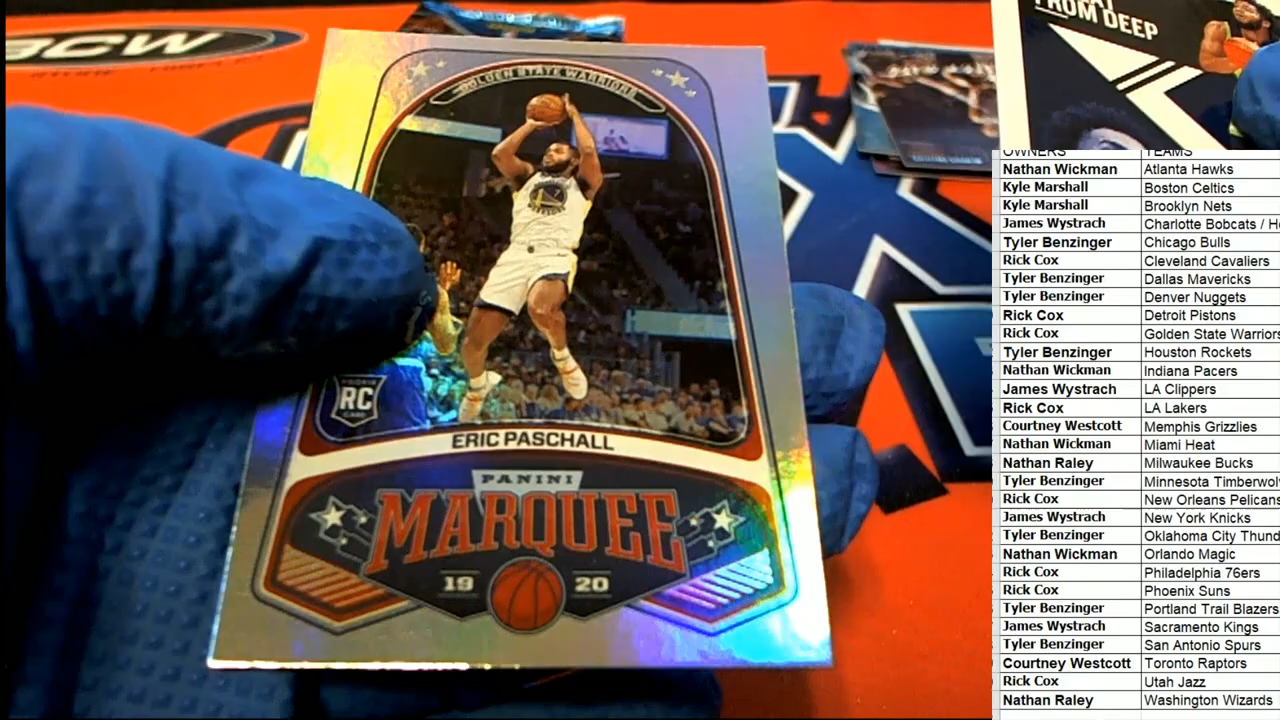 BCW
GOLDEN STATE WARRIORS
ROOKIE
RC
CARD
ERIC PASCHALL
PANINI
MARQUEE
19 20
FROM DEEP
OWNERS TEAMS
Nathan Wickman Atlanta Hawks
Kyle Marshall Boston Celtics
Kyle Marshall Brooklyn Nets
James Wystrach Charlotte Bobcats / H
Tyler Benzinger Chicago Bulls
Rick Cox Cleveland Cavaliers
Tyler Benzinger Dallas Mavericks
Tyler Benzinger Denver Nuggets
Rick Cox Detroit Pistons
Rick Cox Golden State Warriors
Tyler Benzinger Houston Rockets
Nathan Wickman Indiana Pacers
James Wystrach LA Clippers
Rick Cox LA Lakers
Courtney Westcott Memphis Grizzlies
Nathan Wickman Miami Heat
Nathan Raley Milwaukee Bucks
Tyler Benzinger Minnesota Timberwol
Rick Cox New Orleans Pelicans
James Wystrach New York Knicks
Tyler Benzinger Oklahoma City Thund
Nathan Wickman Orlando Magic
Rick Cox Philadelphia 76ers
Rick Cox Phoenix Suns
Tyler Benzinger Portland Trail Blazers
James Wystrach Sacramento Kings
Tyler Benzinger San Antonio Spurs
Courtney Westcott Toronto Raptors
Rick Cox Utah Jazz
Nathan Raley Washington Wizards